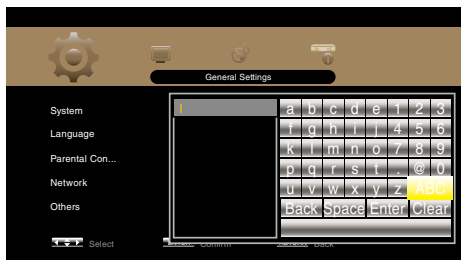 General Settings
System
Language
Parental Con...
Network
Others
a b c d e 1 2 3
f g h i j 4 5 6
k l m n o 7 8 9
p q r s t . @ 0
u v w x y z ABC
Back Space Enter Clear
Select Confirm Back